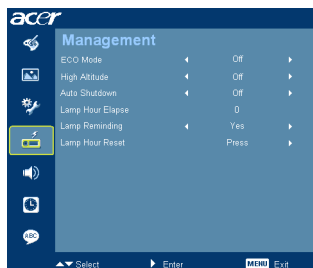 acer
Management
ECO Mode Off
High Altitude Off
Auto Shutdown Off
Lamp Hour Elapse 0
Lamp Reminding Yes
Lamp Hour Reset Press
ABC
Select Enter MENU Exit